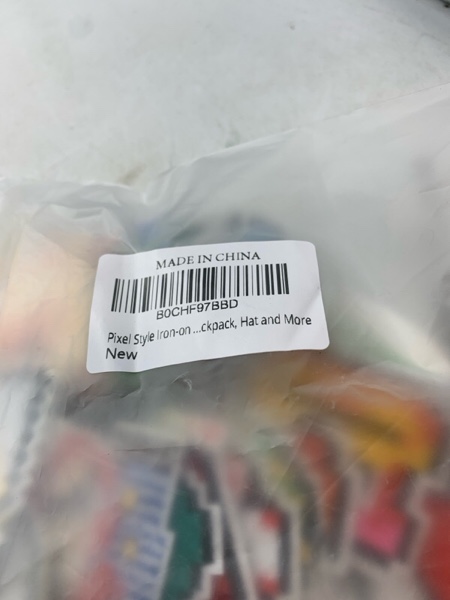 MADE IN CHINA
B0CHF97BBD
Pixel Style Iron-on ...ckpack, Hat and More
New